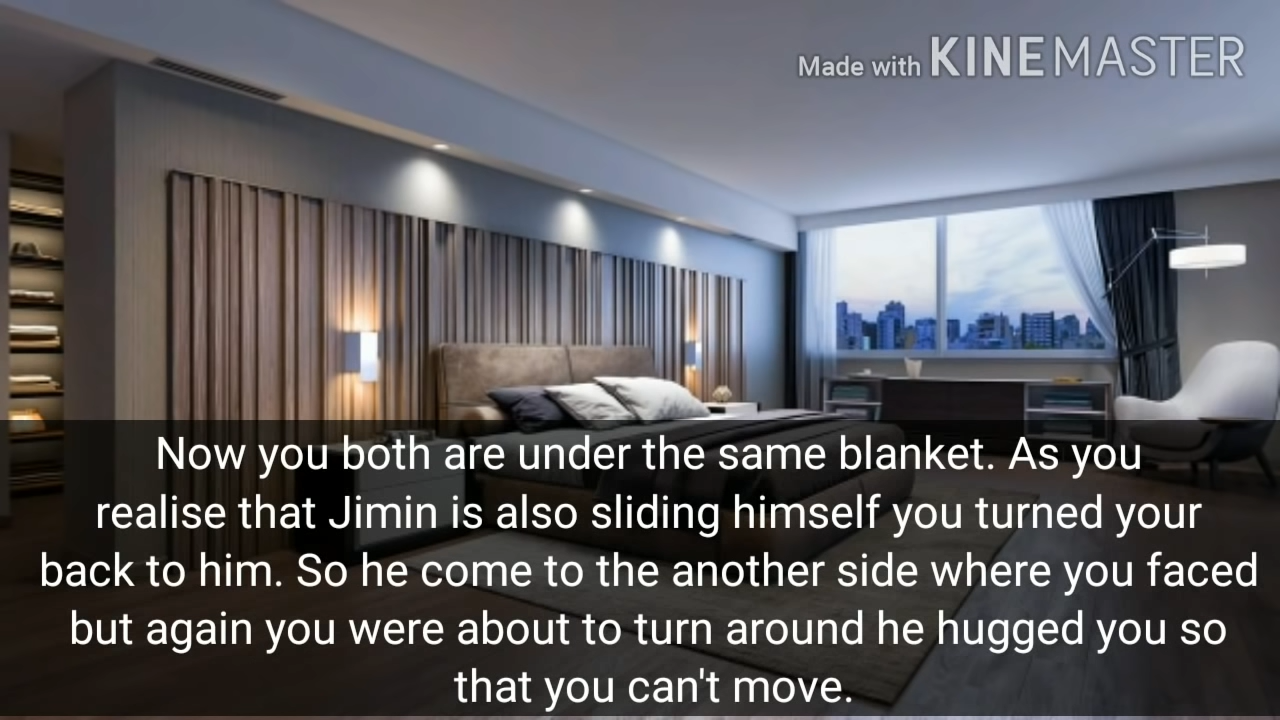 Made with KINEMASTER
Now you both are under the same blanket. As you
realise that Jimin is also sliding himself you turned your
back to him. So he come to the another side where you faced
but again you were about to turn around he hugged you so
that you can't move.